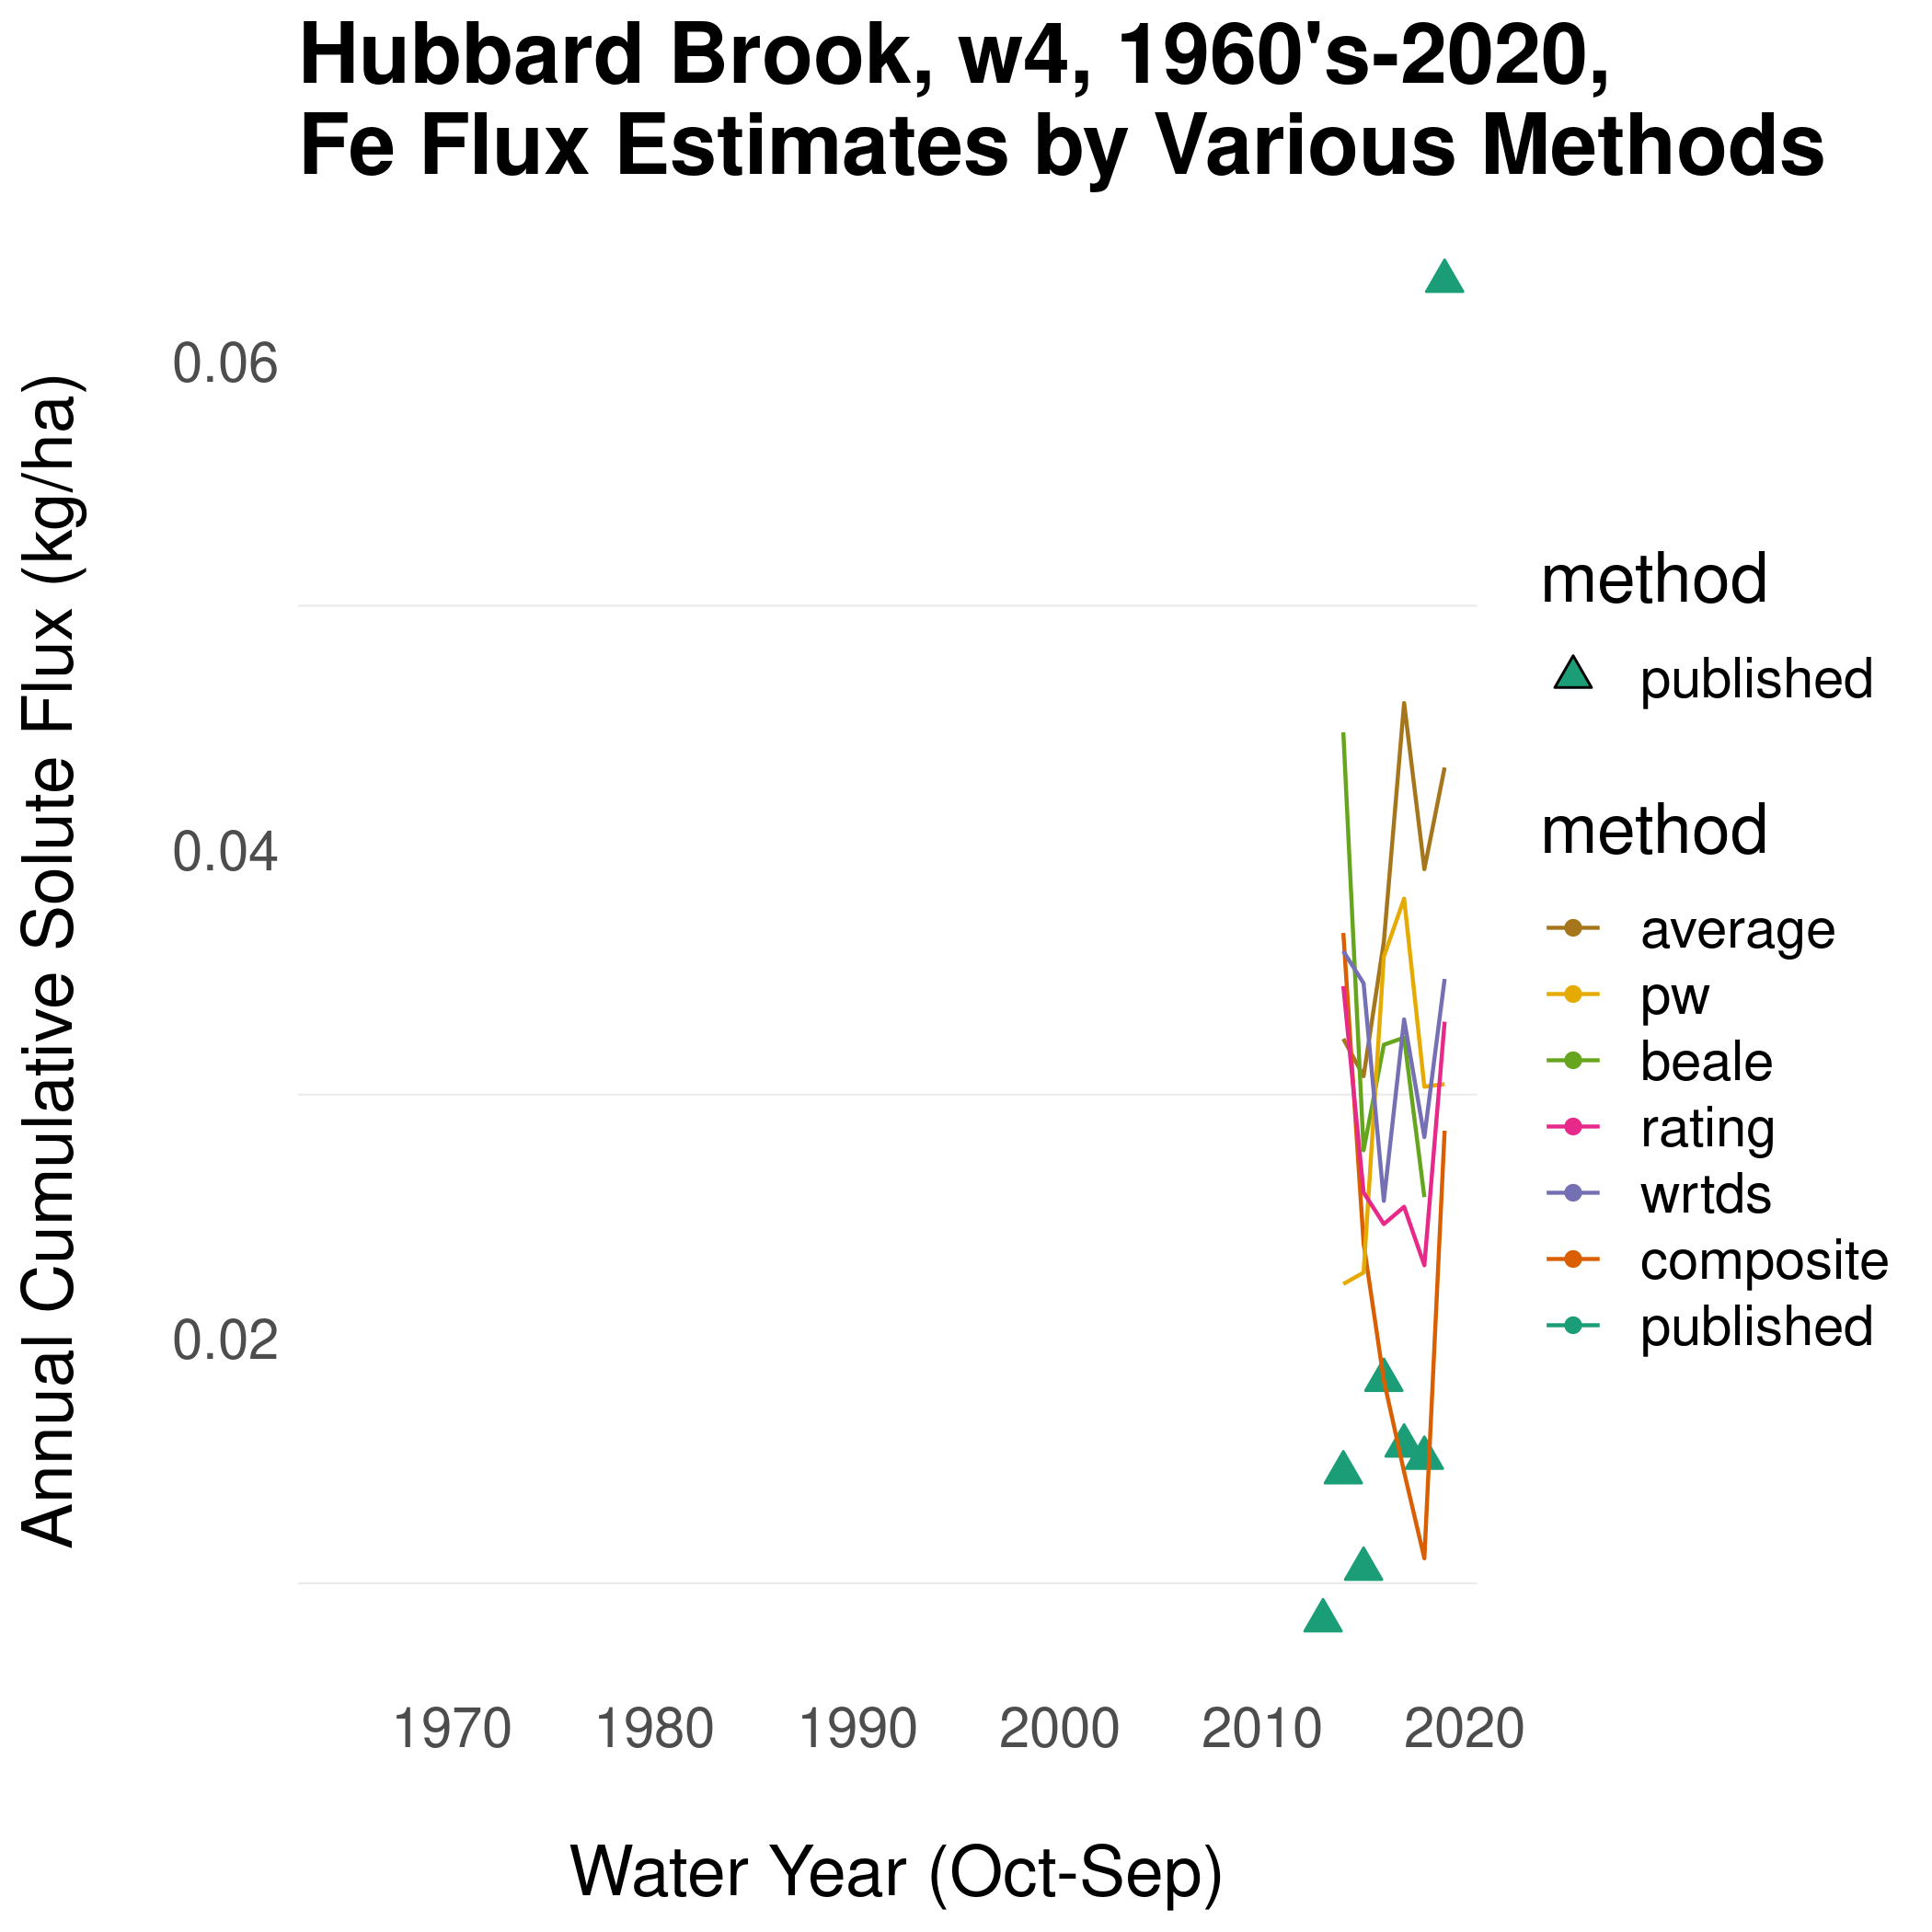 Hubbard Brook, w4, 1960's-2020,
Fe Flux Estimates by Various Methods
Annual Cumulative Solute Flux (kg/ha)
0.06
0.04
0.02
1970
1980
1990
2000
2010
2020
Water Year (Oct-Sep)
method
published
method
average
pw
beale
rating
wrtds
composite
published